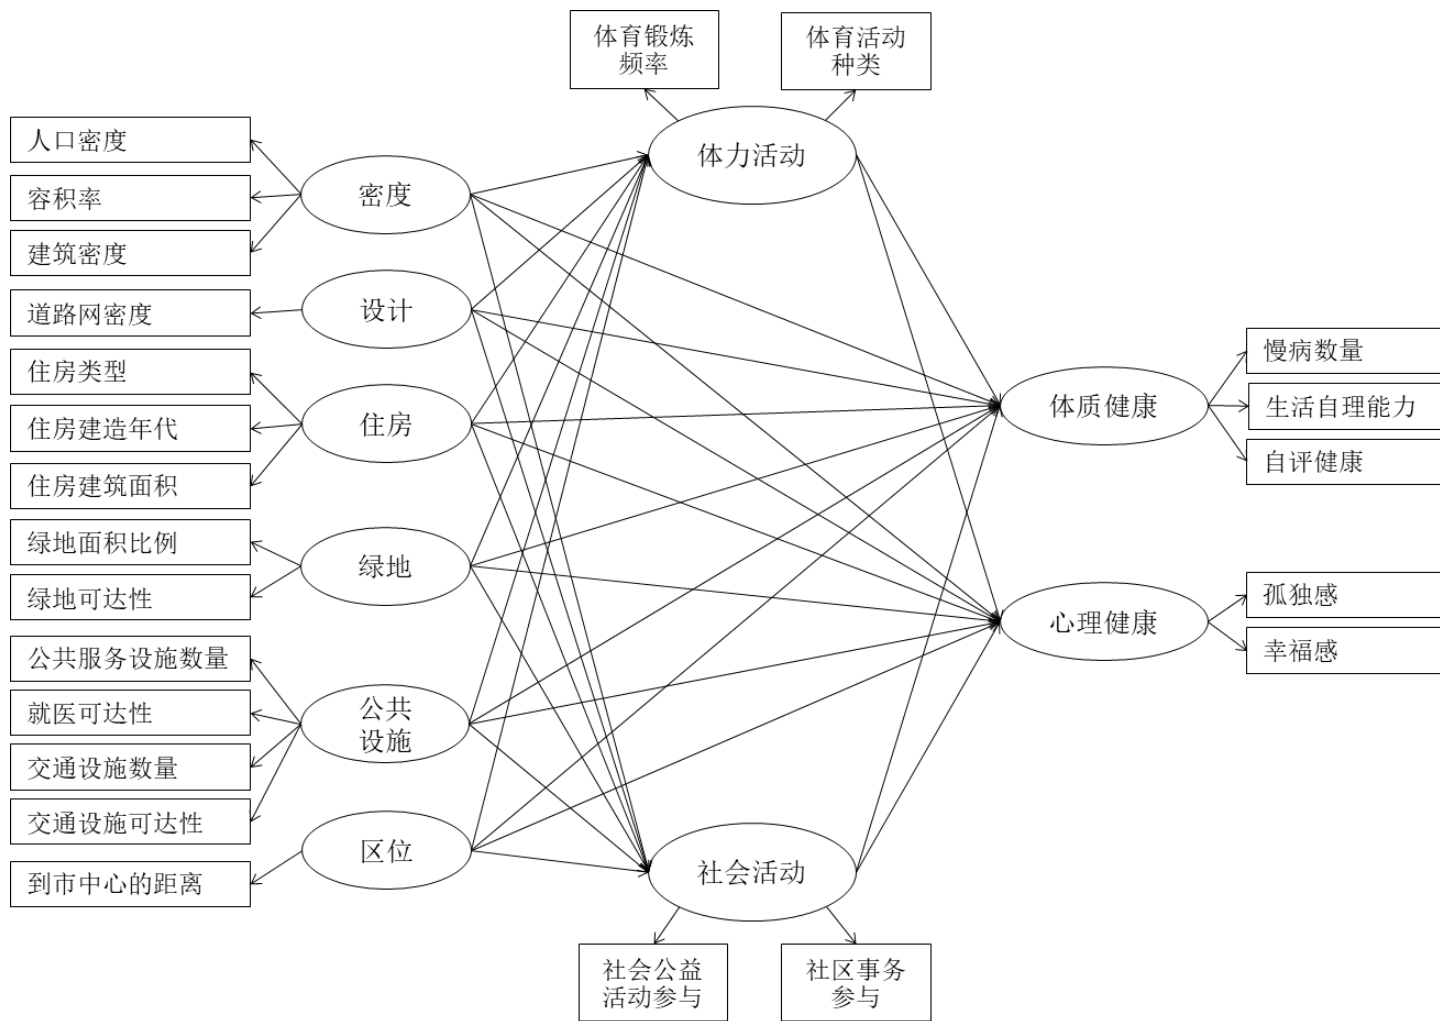 体育锻炼
频率
体育活动
种类
人口密度
容积率
建筑密度
道路网密度
住房类型
住房建造年代
住房建筑面积
绿地面积比例
绿地可达性
公共服务设施数量
就医可达性
交通设施数量
交通设施可达性
到市中心的距离
密度
设计
住房
绿地
公共
设施
区位
体力活动
社会活动
社会公益
活动参与
社区事务
参与
体质健康
心理健康
慢病数量
生活自理能力
自评健康
孤独感
幸福感